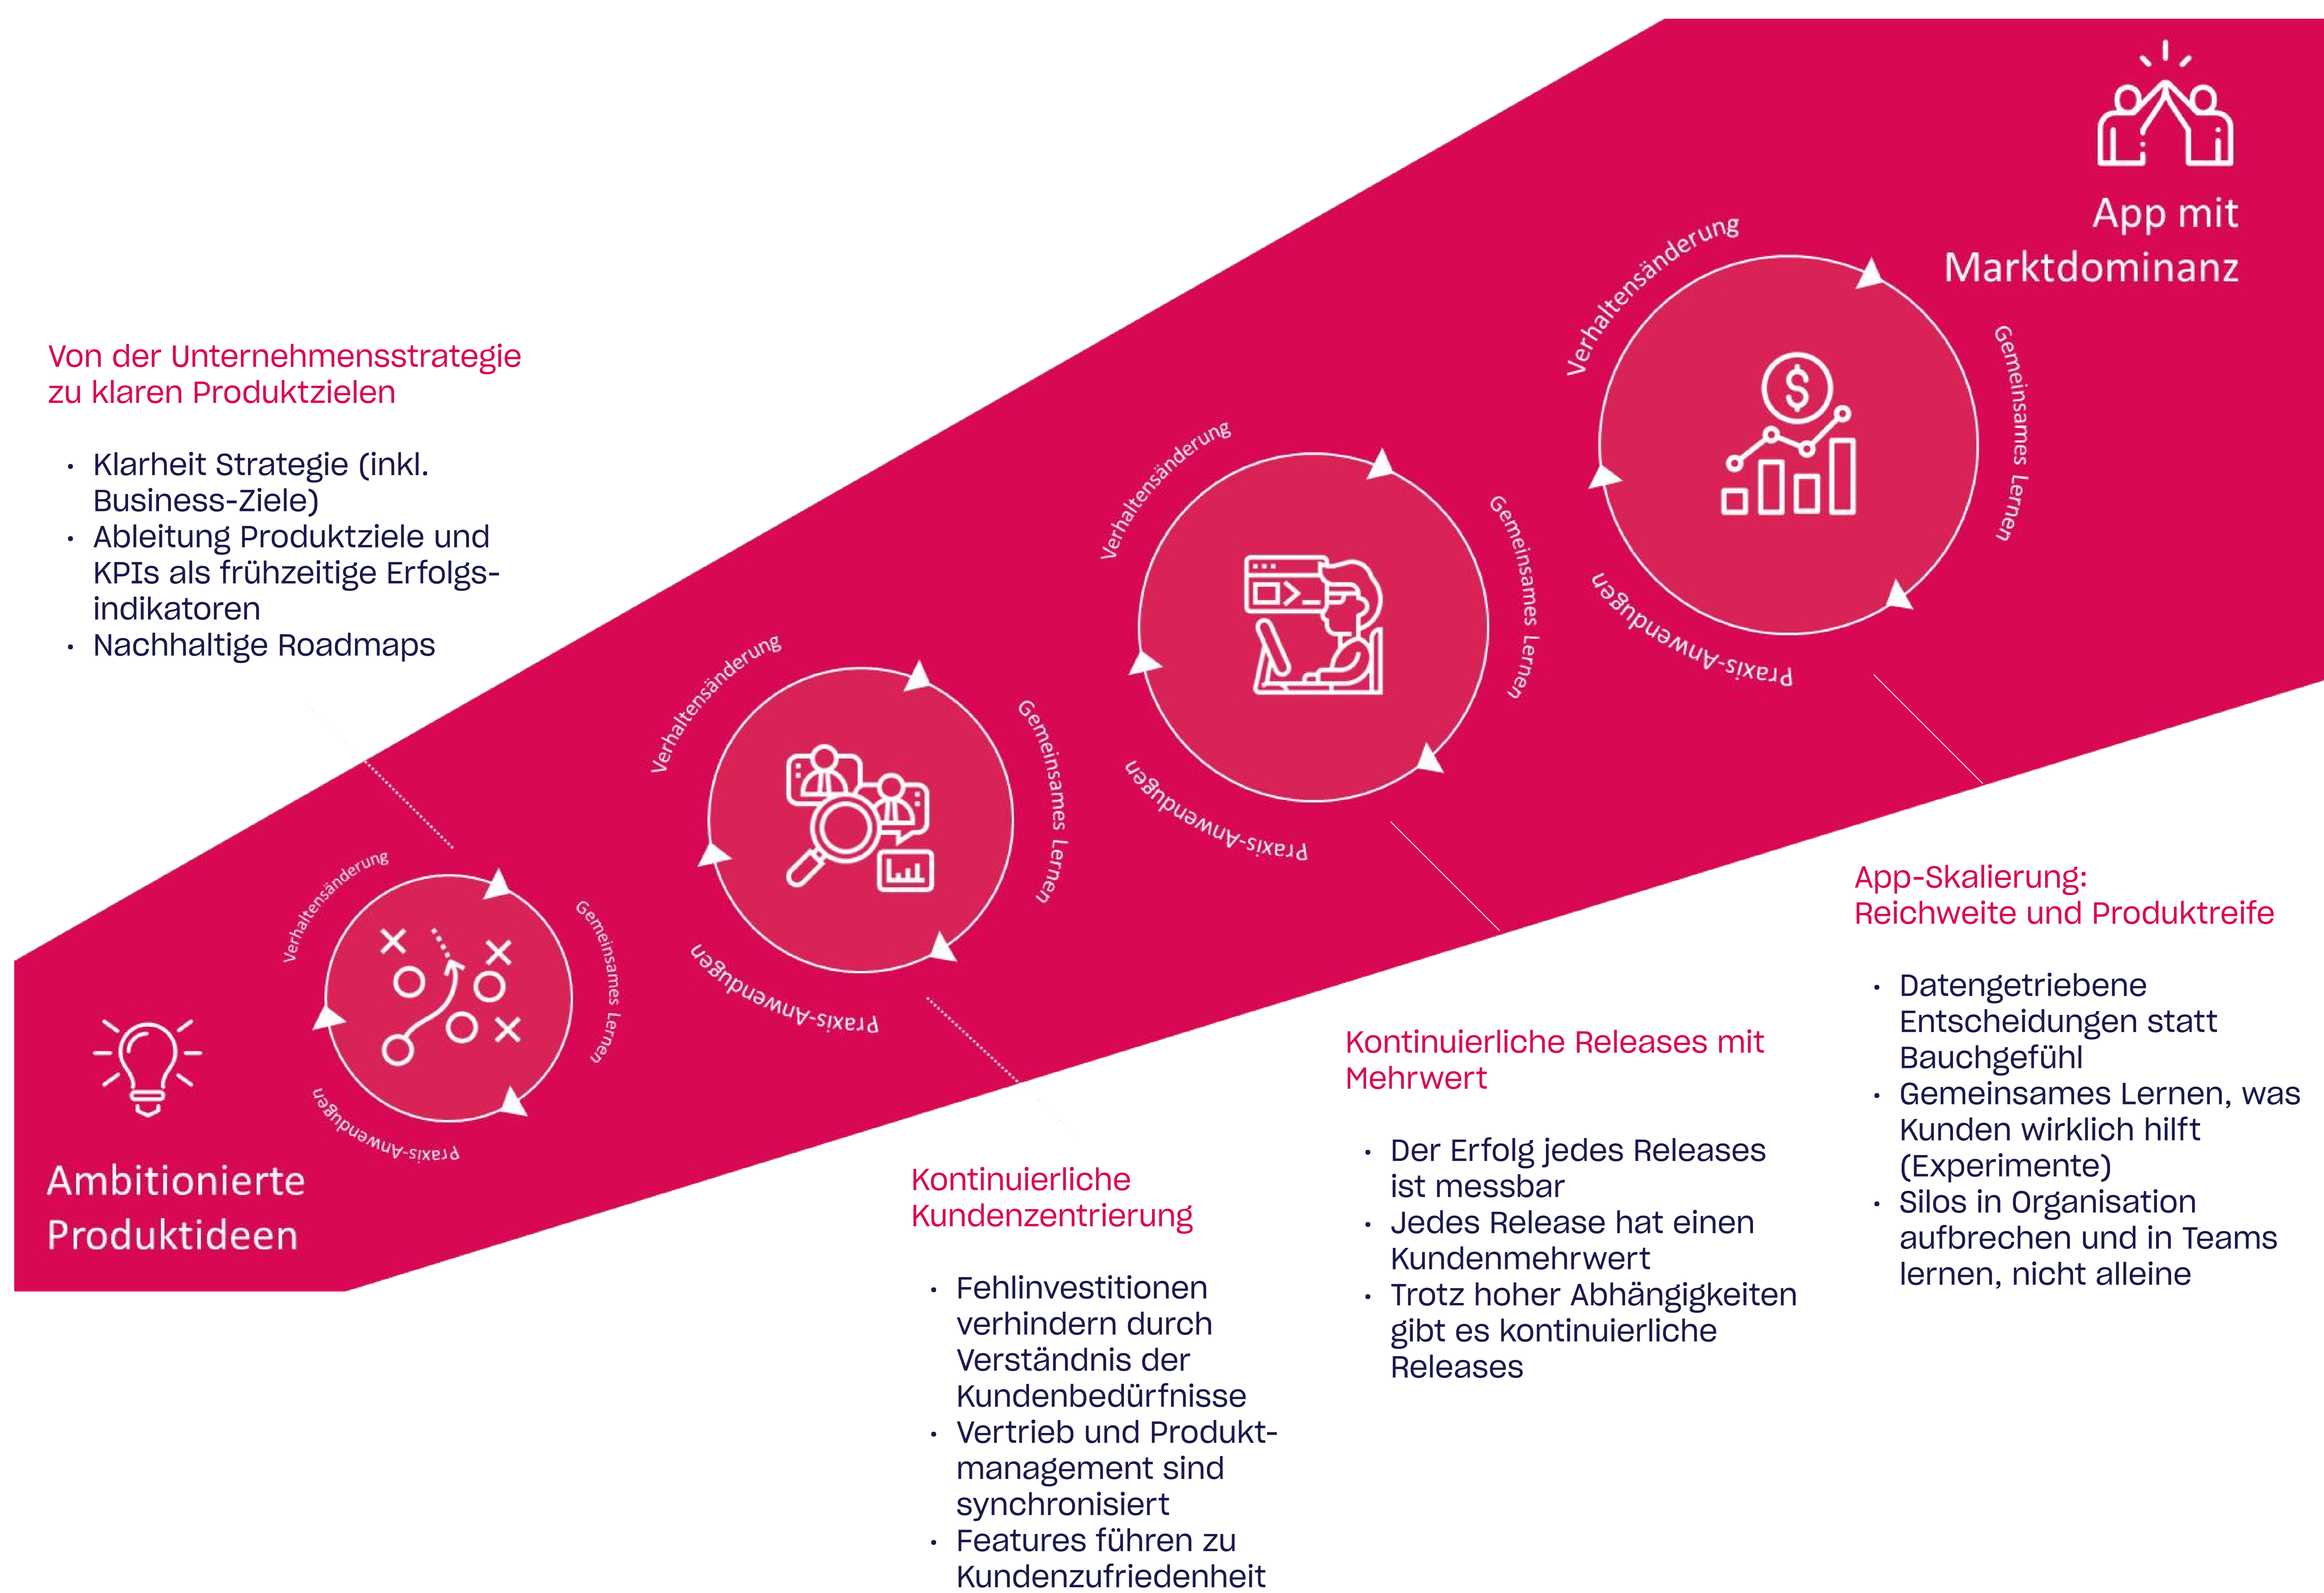 App mit
Marktdominanz
Verhaltensänderung
Gemeinsames Lernen
Praxis-Anwendugen
Von der Unternehmensstrategie
zu klaren Produktzielen
• Klarheit Strategie (inkl.
Business-Ziele)
• Ableitung Produktziele und
KPIs als frühzeitige Erfolgs-
indikatoren
• Nachhaltige Roadmaps
Verhaltensänderung
Gemeinsames Lernen
Praxis-Anwendugen
Verhaltensänderung
Gemeinsames Lernen
Praxis-Anwendugen
Verhaltensänderung
Gemeinsames Lernen
Praxis-Anwendugen
Ambitionierte
Produktideen
Kontinuierliche
Kundenzentrierung
• Fehlinvestitionen
verhindern durch
Verständnis der
Kundenbedürfnisse
• Vertrieb und Produkt-
management sind
synchronisiert
• Features führen zu
Kundenzufriedenheit
Kontinuierliche Releases mit
Mehrwert
• Der Erfolg jedes Releases
ist messbar
• Jedes Release hat einen
Kundenmehrwert
• Trotz hoher Abhängigkeiten
gibt es kontinuierliche
Releases
App-Skalierung:
Reichweite und Produktreife
• Datengetriebene
Entscheidungen statt
Bauchgefühl
• Gemeinsames Lernen, was
Kunden wirklich hilft
(Experimente)
• Silos in Organisation
aufbrechen und in Teams
lernen, nicht alleine